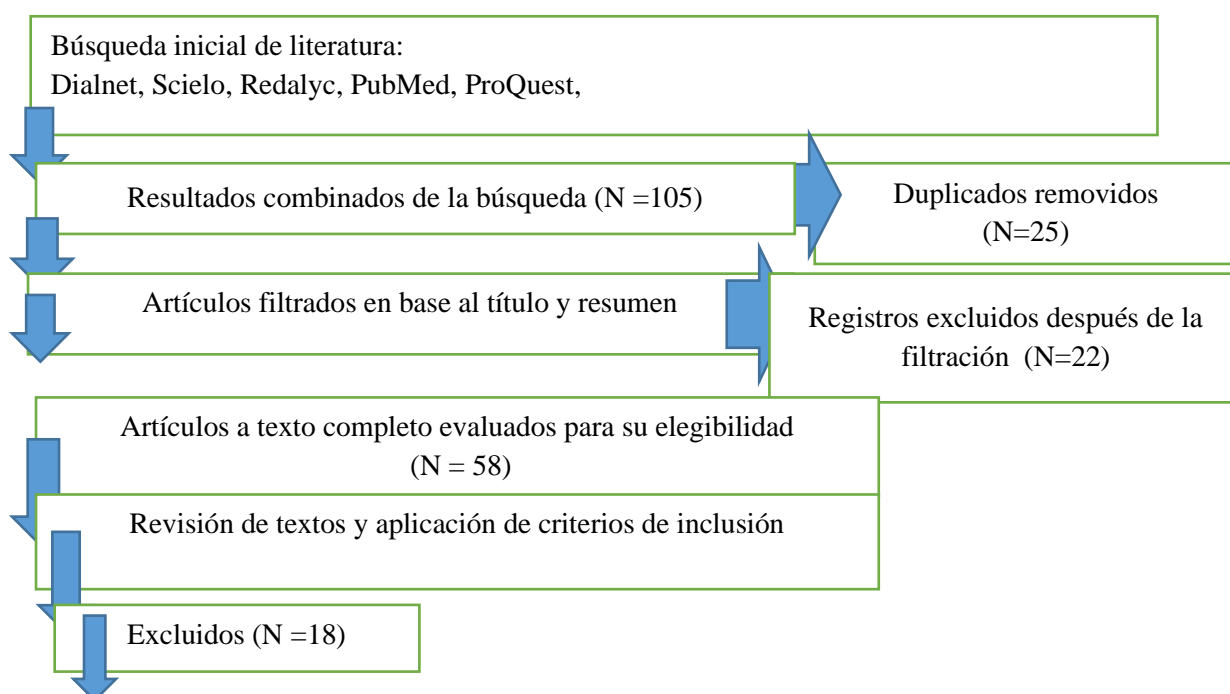 Búsqueda inicial de literatura:
Dialnet, Scielo, Redalyc, PubMed, ProQuest,
Resultados combinados de la búsqueda (N =105)
Duplicados removidos
(N=25)
Artículos filtrados en base al título y resumen
Registros excluidos después de la
filtración (N=22)
Artículos a texto completo evaluados para su elegibilidad
(N = 58)
Revisión de textos y aplicación de criterios de inclusión
Excluidos (N =18)